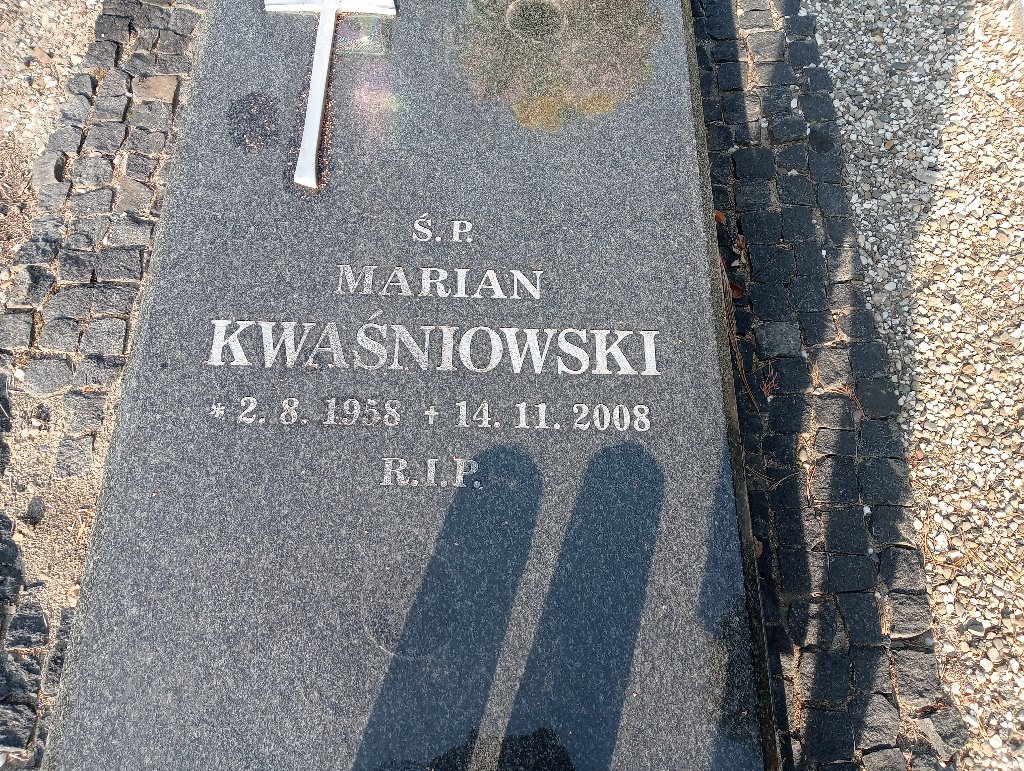 Ś. P.
MARIAN
KWAŚNIOWSKI
* 2. 8. 1958 + 14. 11. 2008
R.I.P.